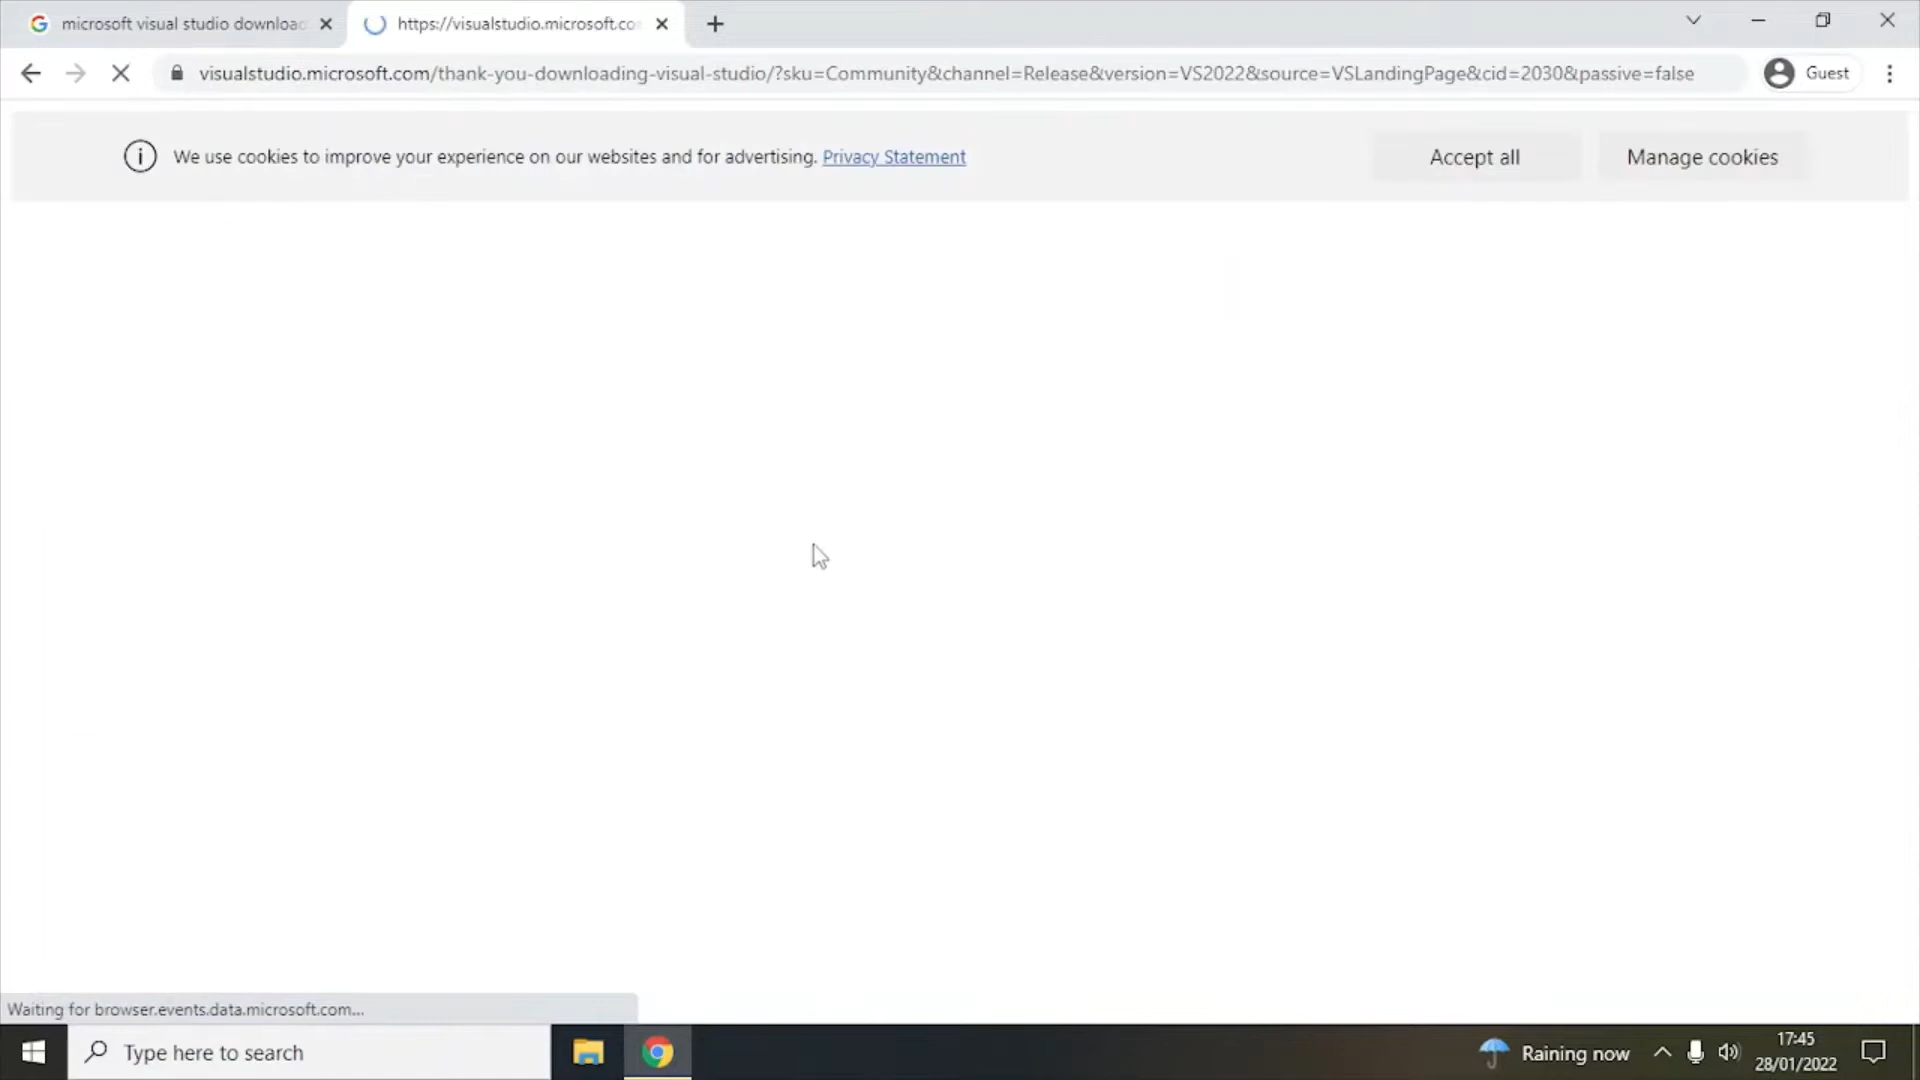 microsoft visual studio downloa
https://visualstudio.microsoft.co
visualstudio.microsoft.com/thank-you-downloading-visual-studio/?sku=Community&channel=Release&version=VS2022&source=VSLandingPage&cid=2030&passive=false
Guest
We use cookies to improve your experience on our websites and for advertising. Privacy Statement
Accept all
Manage cookies
Waiting for browser.events.data.microsoft.com...
Type here to search
Raining now
17:45
28/01/2022